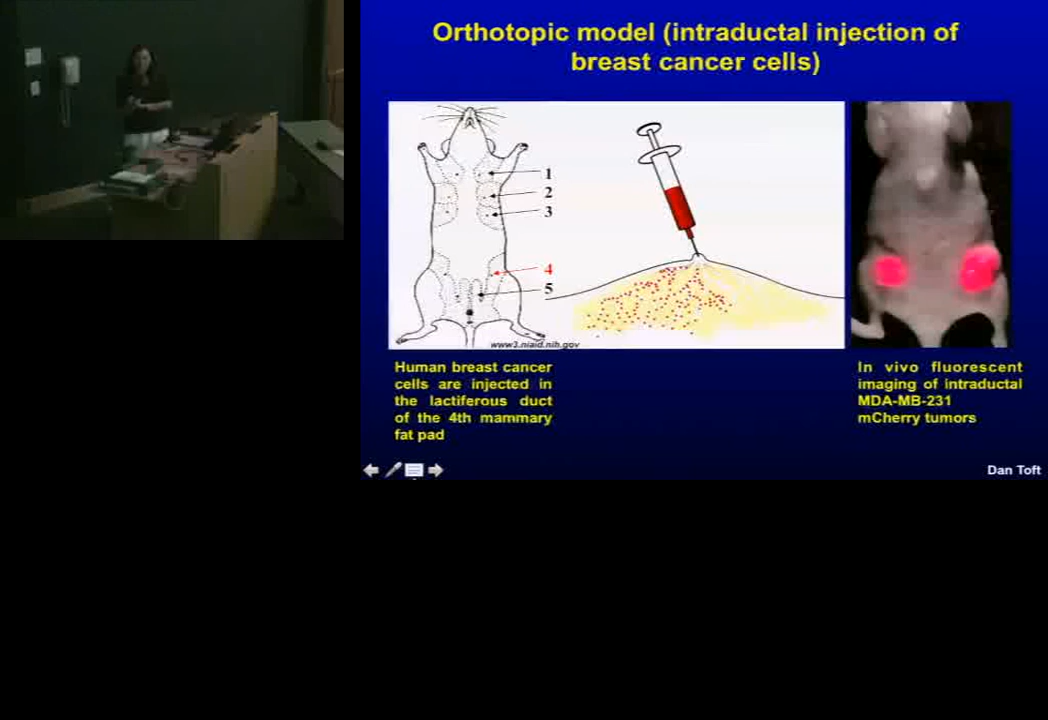 Orthotopic model (intraductal injection of
breast cancer cells)
1
2
3
4
5
www3.niaid.nih.gov
Human breast cancer
cells are injected in
the lactiferous duct
of the 4th mammary
fat pad
In vivo fluorescent
imaging of intraductal
MDA-MB-231
mCherry tumors
Dan Toft